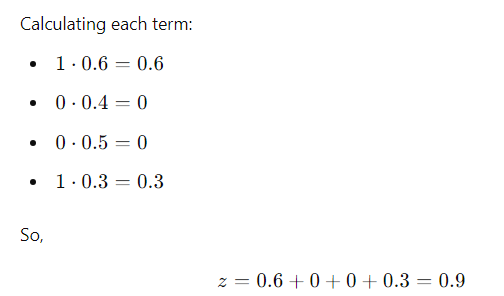 Calculating each term:
• 1 · 0.6 = 0.6
• 0 · 0.4 = 0
• 0 · 0.5 = 0
• 1 · 0.3 = 0.3
So,
z = 0.6 + 0 + 0 + 0.3 = 0.9